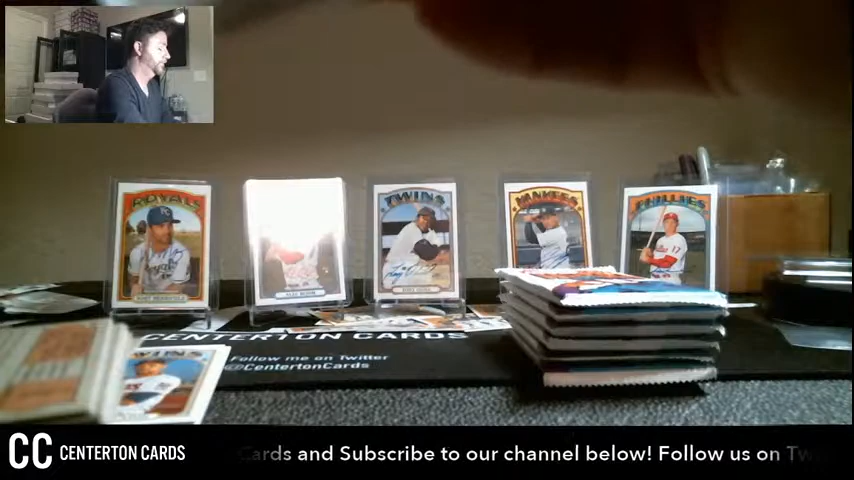 ROYALS
TWINS
YANKEES
PHILLIES
17
TWINS
CENTERTON CARDS
Follow me on Twitter
@CentertonCards
CC CENTERTON CARDS
Cards and Subscribe to our channel below! Follow us on Tw